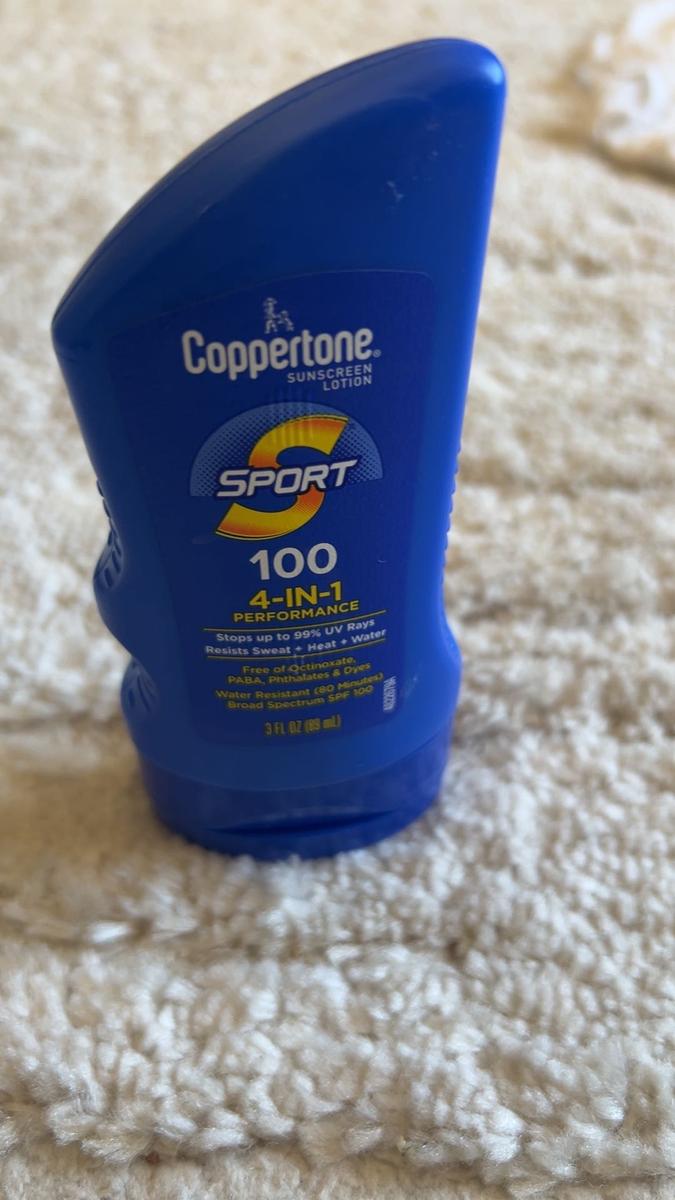 Coppertone®
SUNSCREEN
LOTION
SPORT
100
4-IN-1
PERFORMANCE
Stops up to 99% UV Rays
Resists Sweat + Heat + Water
Free of Octinoxate,
PABA, Phthalates & Dyes
Water Resistant (80 Minutes)
Broad Spectrum SPF 100
3 FL OZ (89 mL)